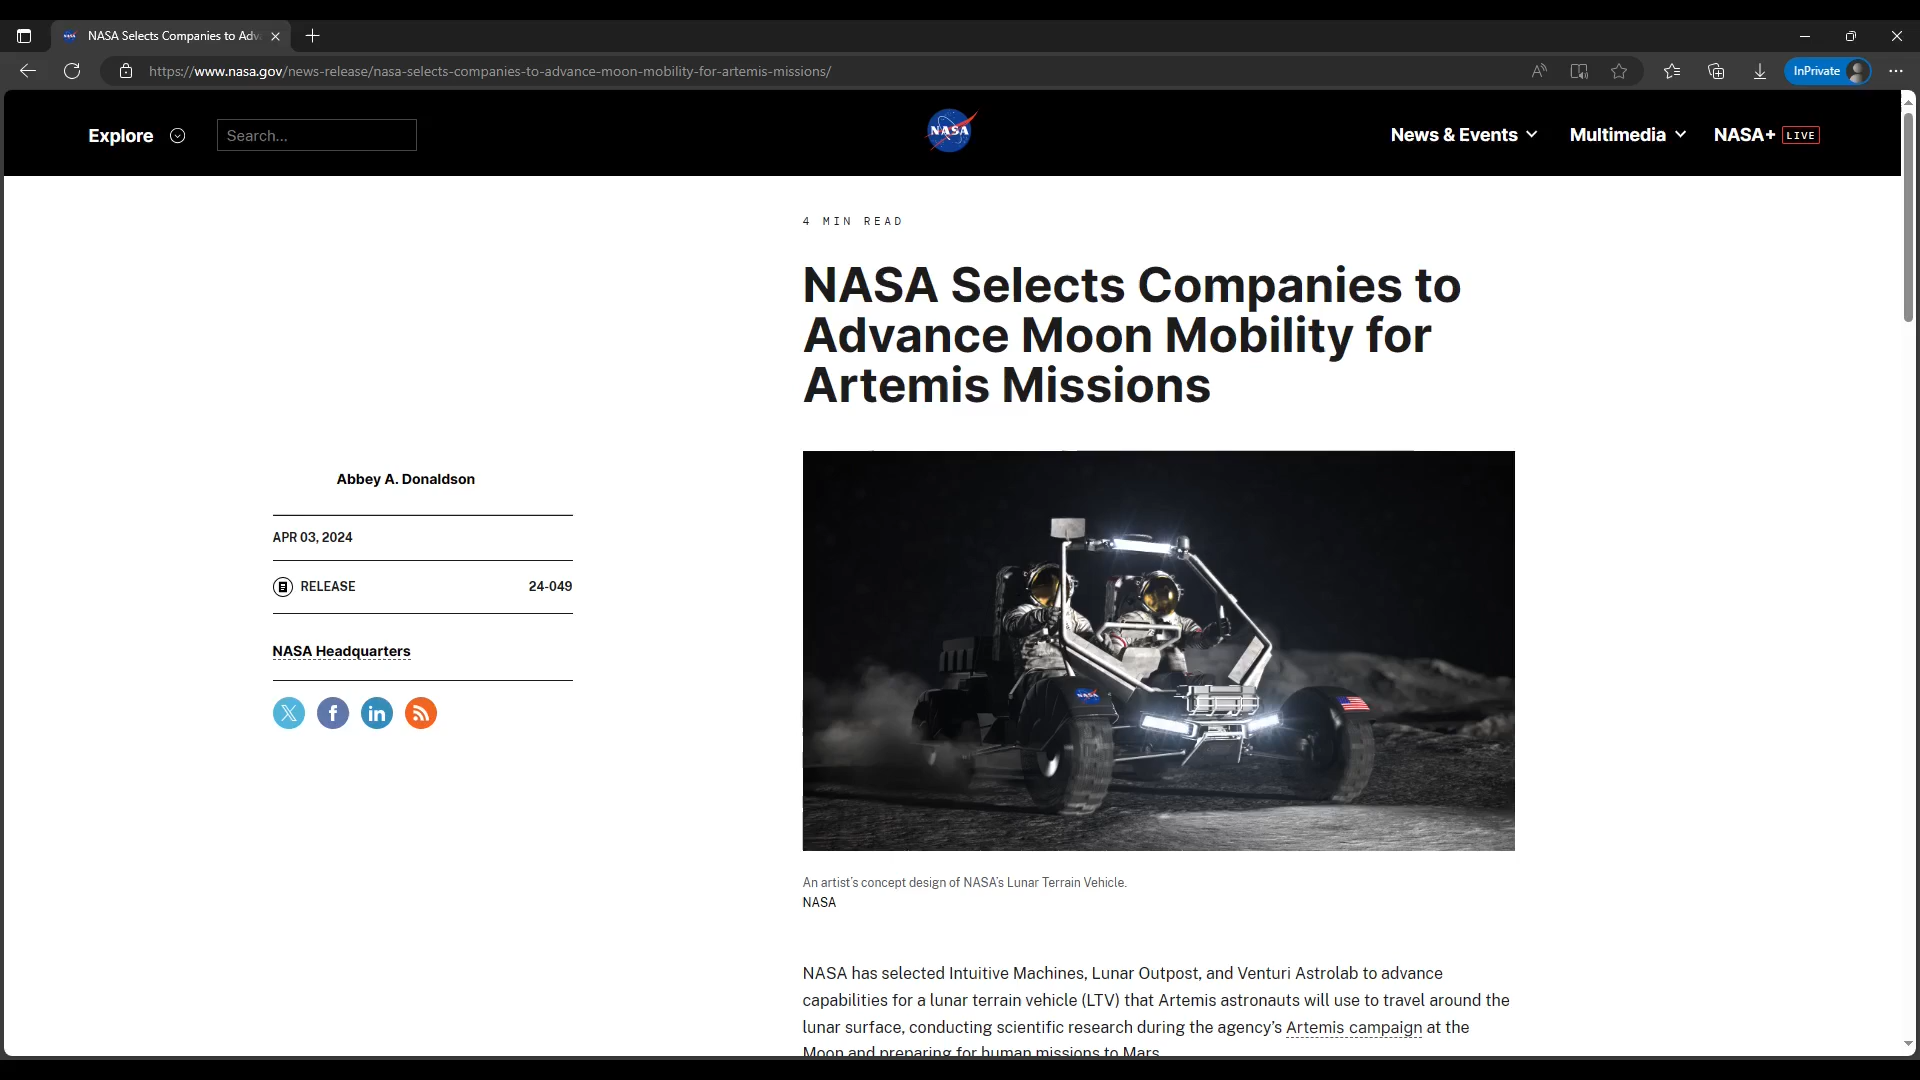 NASA Selects Companies to Adv
https://www.nasa.gov/news-release/nasa-selects-companies-to-advance-moon-mobility-for-artemis-missions/
InPrivate
Explore
Search...
NASA
News & Events
Multimedia
NASA+ LIVE
4 MIN READ
NASA Selects Companies to
Advance Moon Mobility for
Artemis Missions
Abbey A. Donaldson
APR 03, 2024
RELEASE 24-049
NASA Headquarters
NASA
An artist's concept design of NASA's Lunar Terrain Vehicle.
NASA
NASA has selected Intuitive Machines, Lunar Outpost, and Venturi Astrolab to advance
capabilities for a lunar terrain vehicle (LTV) that Artemis astronauts will use to travel around the
lunar surface, conducting scientific research during the agency's Artemis campaign at the
Moon and preparing for human missions to Mars.